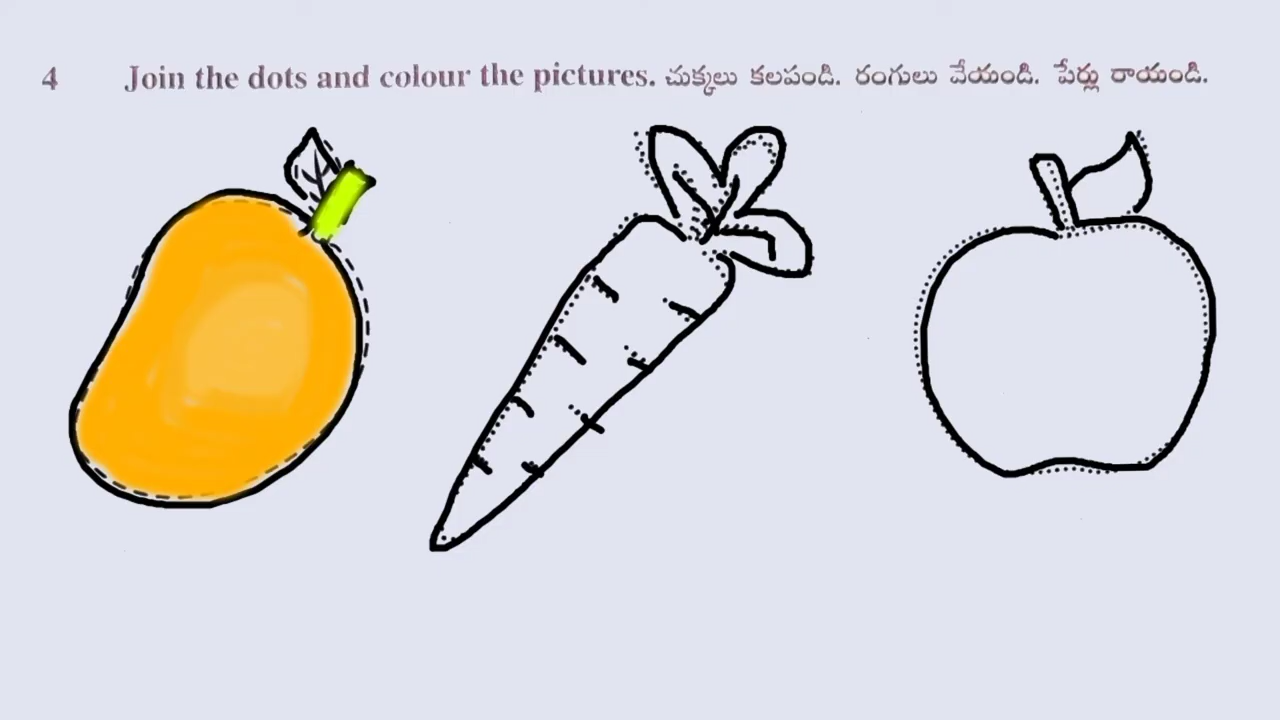 4 Join the dots and colour the pictures. చుక్కలు కలపండి. రంగులు వేయండి. పేర్లు రాయండి.